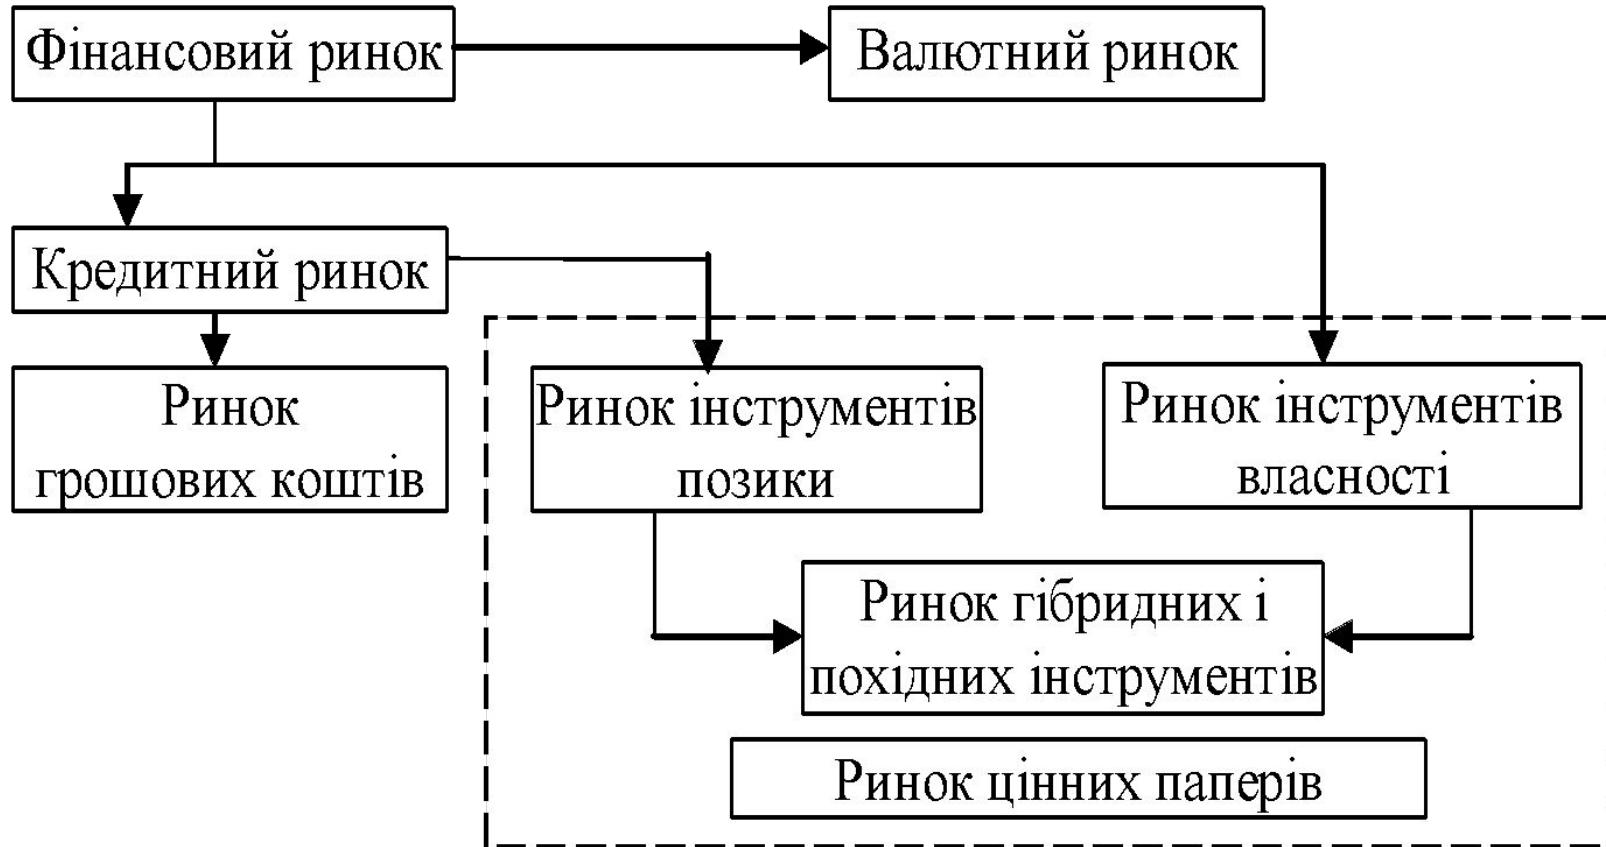 Фінансовий ринок
Валютний ринок
Кредитний ринок
Ринок
грошових коштів
Ринок інструментів
позики
Ринок інструментів
власності
Ринок гібридних і
похідних інструментів
Ринок цінних паперів